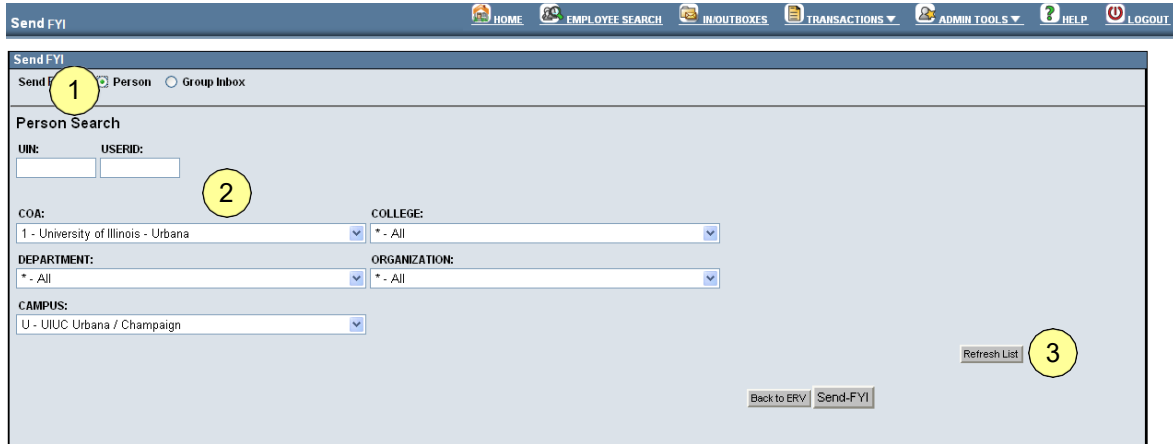 Send FYI HOME EMPLOYEE SEARCH IN/OUTBOXES TRANSACTIONS ADMIN TOOLS HELP LOGOUT
Send FYI
Send 1 Person Group Inbox
Person Search
UIN: USERID:
2
COA: COLLEGE:
1 - University of Illinois - Urbana * - All
DEPARTMENT: ORGANIZATION:
* - All * - All
CAMPUS:
U - UIUC Urbana / Champaign
Refresh List 3
Back to ERV Send-FYI